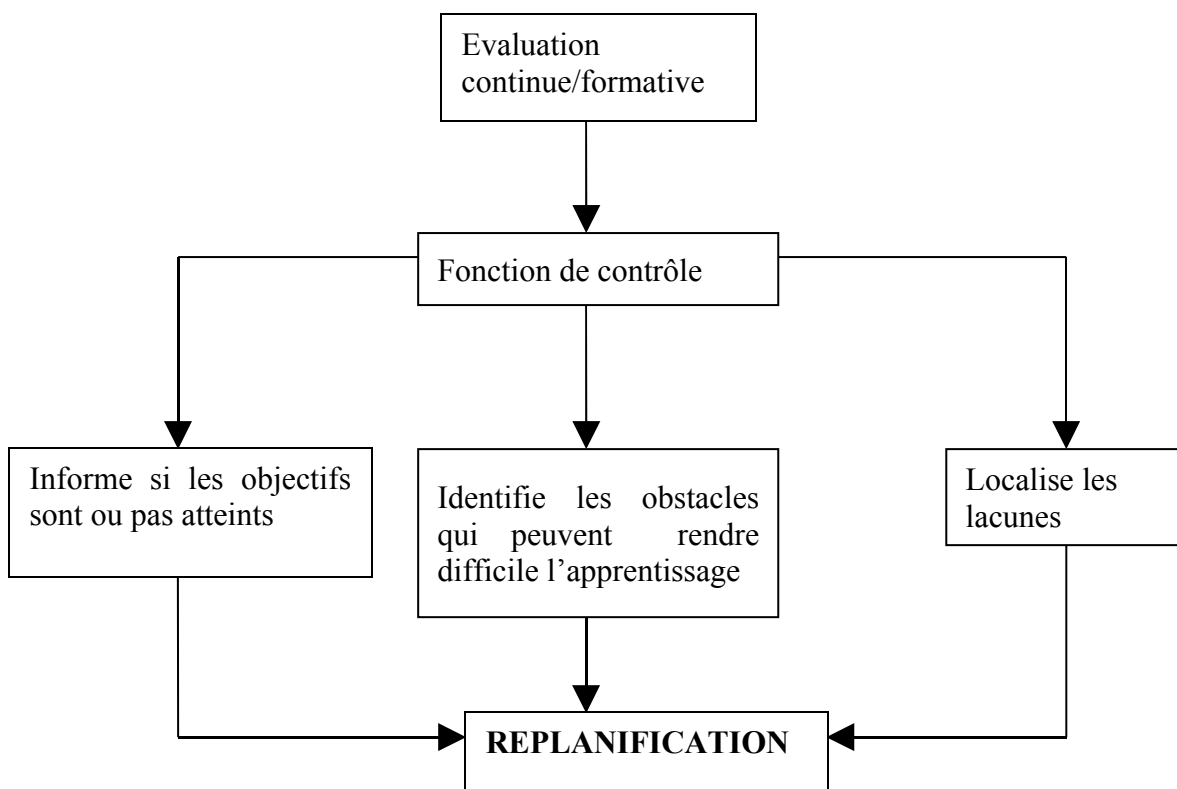 Evaluation
continue/formative
Fonction de contrôle
Informe si les objectifs
sont ou pas atteints
Identifie les obstacles
qui peuvent rendre
difficile l’apprentissage
Localise les
lacunes
REPLANIFICATION